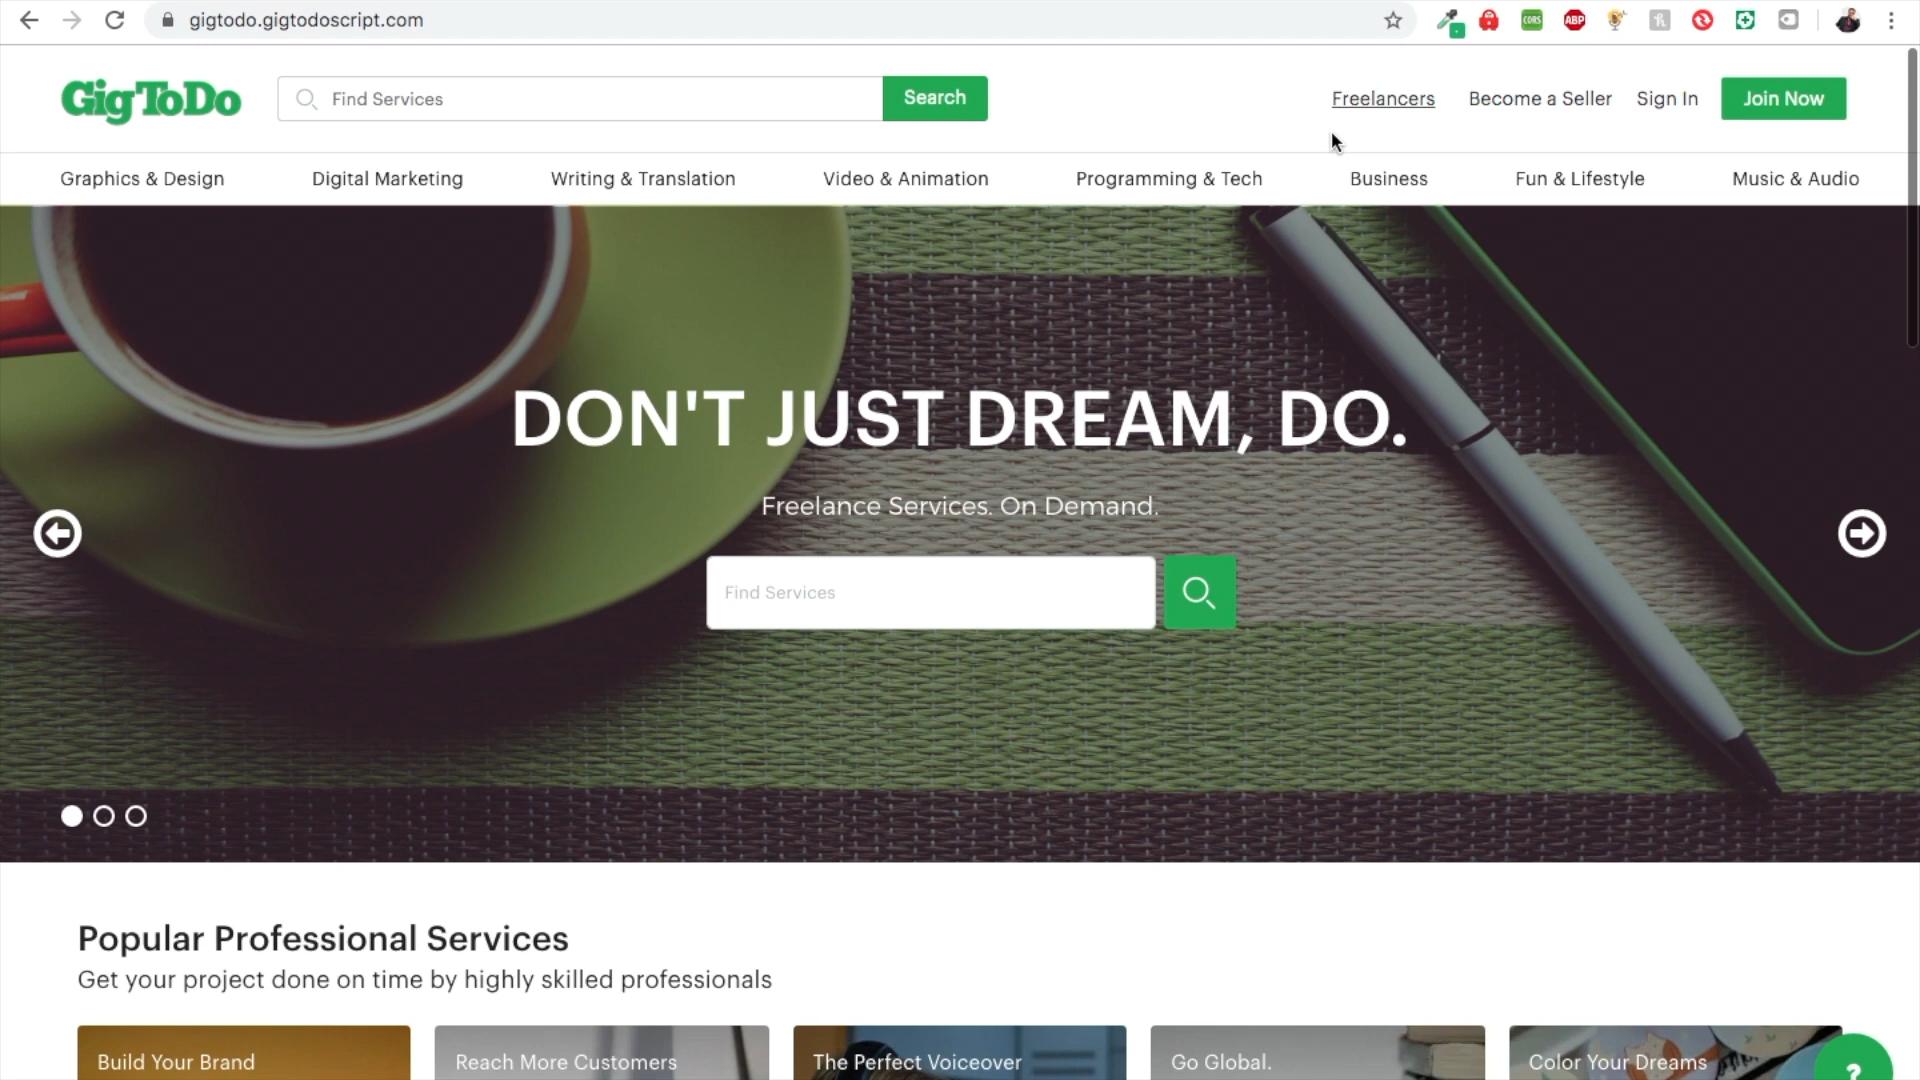 gigtodo.gigtodoscript.com
CORS
ABP
GigToDo
Find Services
Search
Freelancers
Become a Seller
Sign In
Join Now
Graphics & Design
Digital Marketing
Writing & Translation
Video & Animation
Programming & Tech
Business
Fun & Lifestyle
Music & Audio
DON'T JUST DREAM, DO.
Freelance Services. On Demand.
Find Services
Popular Professional Services
Get your project done on time by highly skilled professionals
Build Your Brand
Reach More Customers
The Perfect Voiceover
Go Global.
Color Your Dreams
?